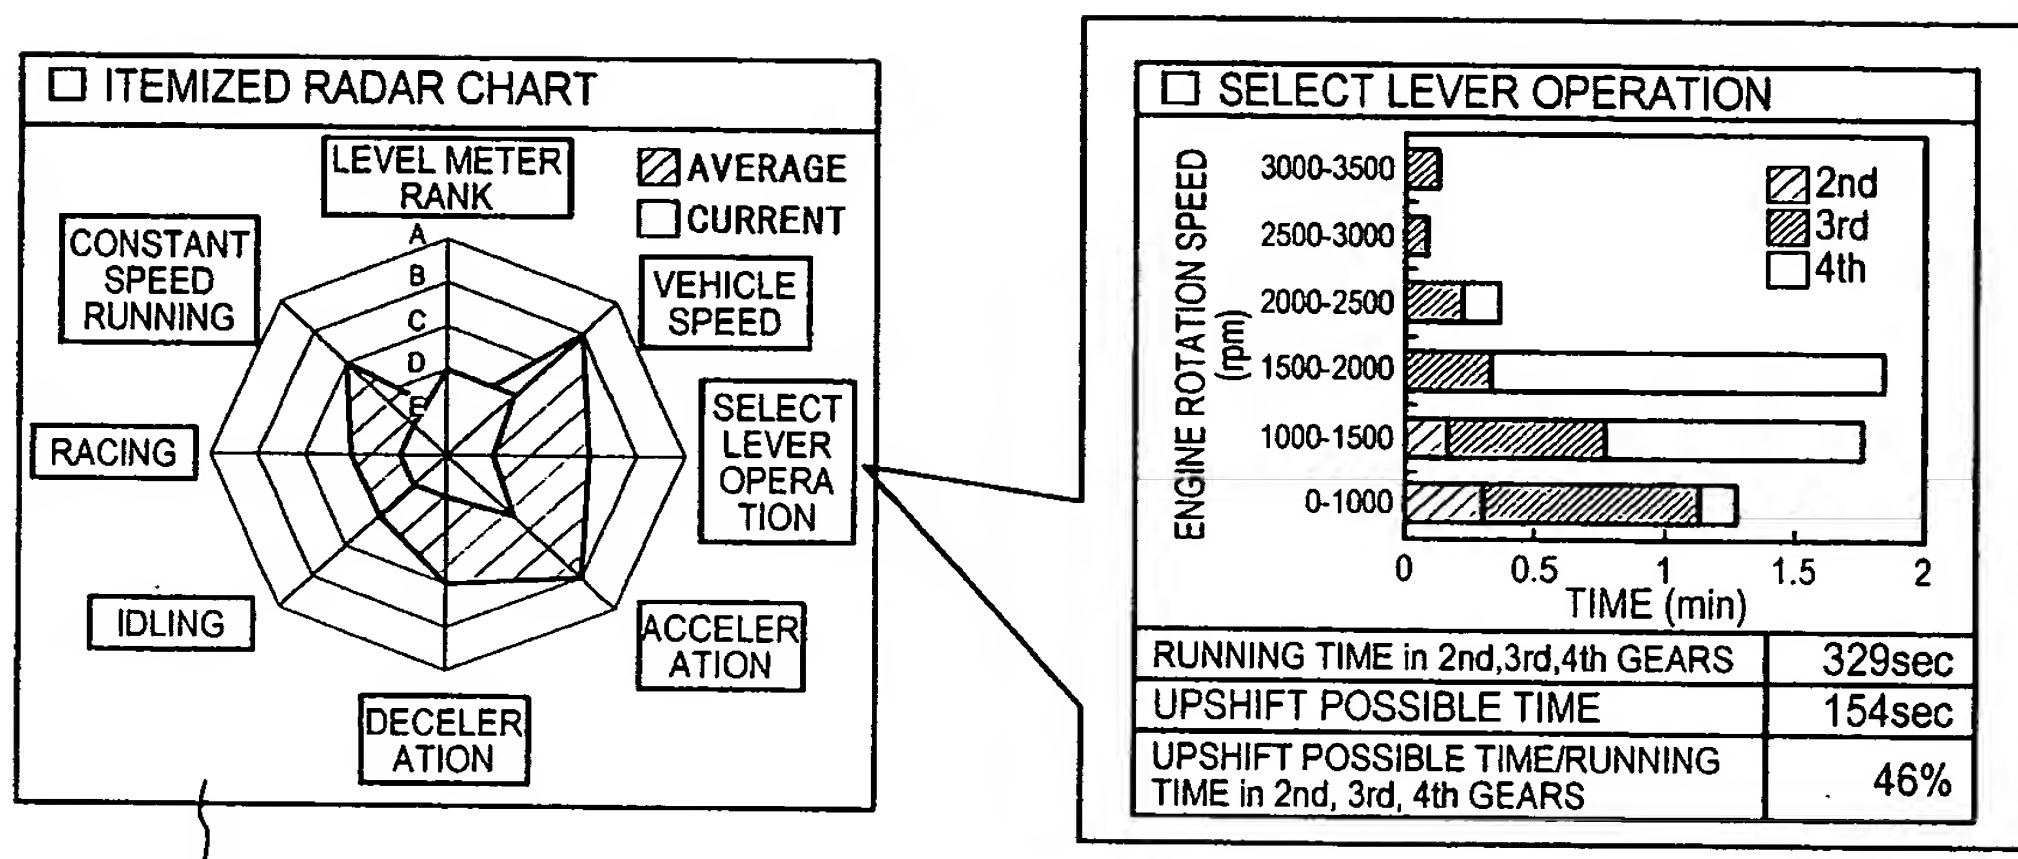 ITEMIZED RADAR CHART
LEVEL METER
RANK
AVERAGE
CURRENT
CONSTANT
SPEED
RUNNING
A
B
C
D
E
VEHICLE
SPEED
RACING
SELECT
LEVER
OPERA
TION
IDLING
ACCELER
ATION
DECELER
ATION
SELECT LEVER OPERATION
ENGINE ROTATION SPEED
(rpm)
3000-3500
2500-3000
2000-2500
1500-2000
1000-1500
0-1000
2nd
3rd
4th
0 0.5 1 1.5 2
TIME (min)
RUNNING TIME in 2nd,3rd,4th GEARS 329sec
UPSHIFT POSSIBLE TIME 154sec
UPSHIFT POSSIBLE TIME/RUNNING
TIME in 2nd, 3rd, 4th GEARS 46%